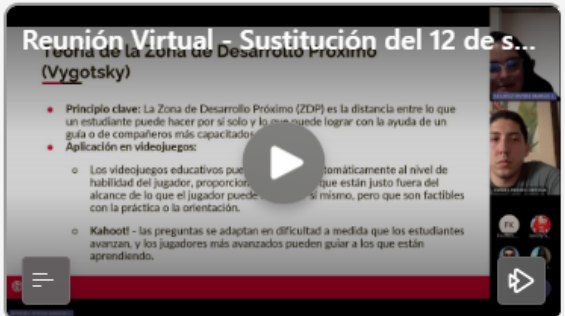 Reunión Virtual - Sustitución del 12 de s...
Teoría de la Zona de Desarrollo Próximo
(Vygotsky)
Principio clave: La Zona de Desarrollo Próximo (ZDP) es la distancia entre lo que
un estudiante puede hacer por sí solo y lo que puede lograr con la ayuda de un
guía o de compañeros más capacitados
Aplicación en videojuegos:
Los videojuegos educativos automáticamente al nivel de
habilidad del jugador, que están justo fuera del
alcance de lo que el jugador puede sí mismo, pero que son factibles
con la práctica o la orientación.
Kahoot! - las preguntas se adaptan en dificultad a medida que los estudiantes
avanzan, y los jugadores más avanzados pueden guiar a los que están
aprendiendo.
FK